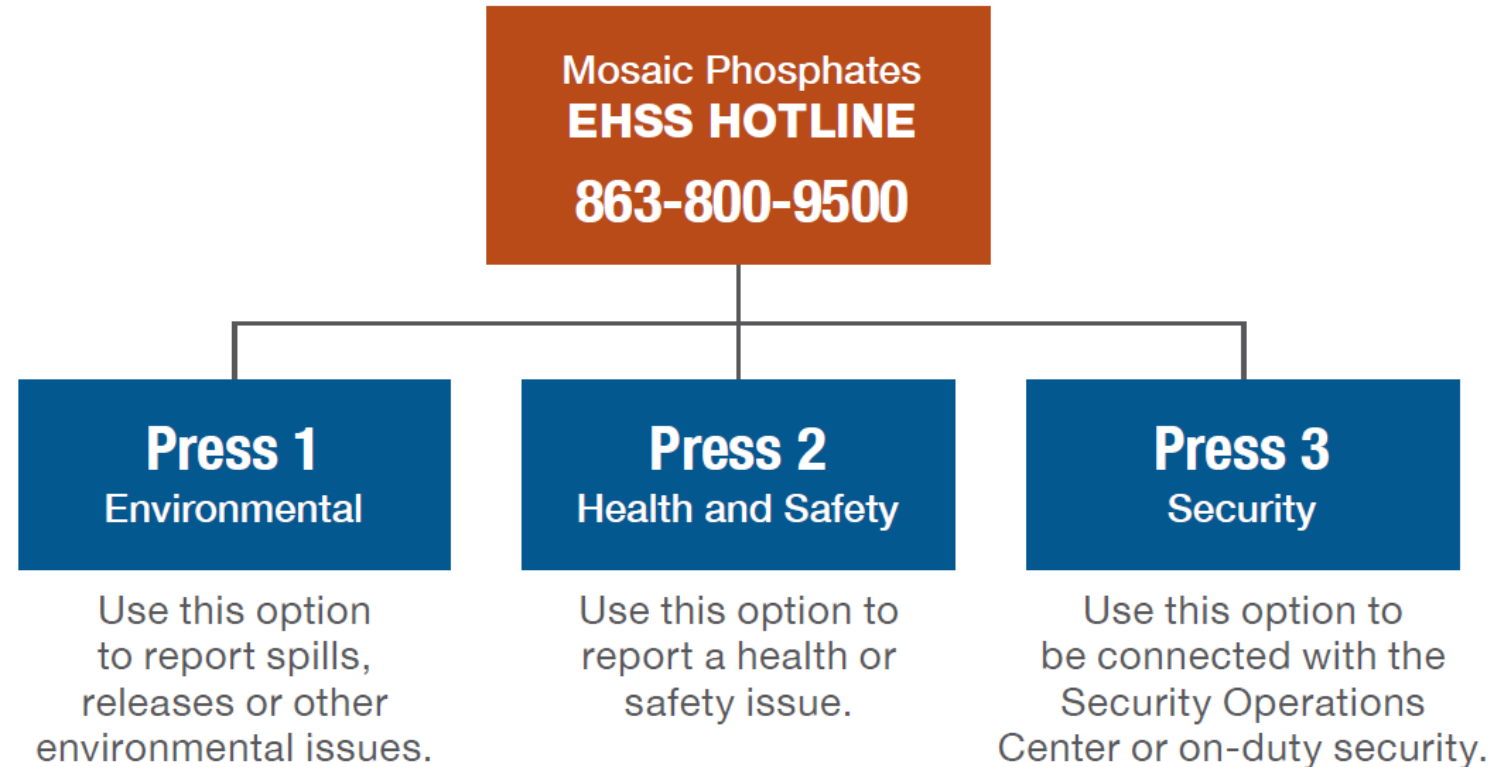 Mosaic Phosphates
EHSS HOTLINE
863-800-9500
Press 1
Environmental
Use this option
to report spills,
releases or other
environmental issues.
Press 2
Health and Safety
Use this option to
report a health or
safety issue.
Press 3
Security
Use this option to
be connected with the
Security Operations
Center or on-duty security.